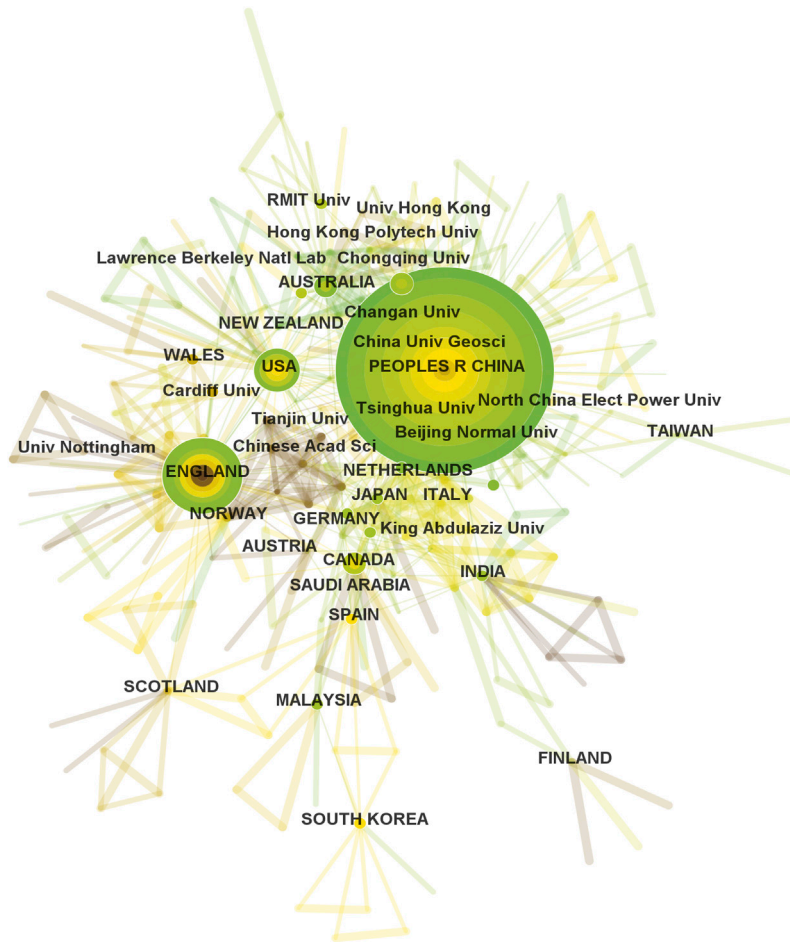 RMIT Univ
Univ Hong Kong
Hong Kong Polytech Univ
Lawrence Berkeley Natl Lab
Chongqing Univ
AUSTRALIA
Changan Univ
NEW ZEALAND
China Univ Geosci
WALES
USA
PEOPLES R CHINA
Cardiff Univ
North China Elect Power Univ
Tsinghua Univ
Tianjin Univ
Beijing Normal Univ
TAIWAN
Univ Nottingham
Chinese Acad Sci
ENGLAND
NETHERLANDS
JAPAN
ITALY
NORWAY
GERMANY
King Abdulaziz Univ
AUSTRIA
CANADA
INDIA
SAUDI ARABIA
SPAIN
SCOTLAND
MALAYSIA
FINLAND
SOUTH KOREA